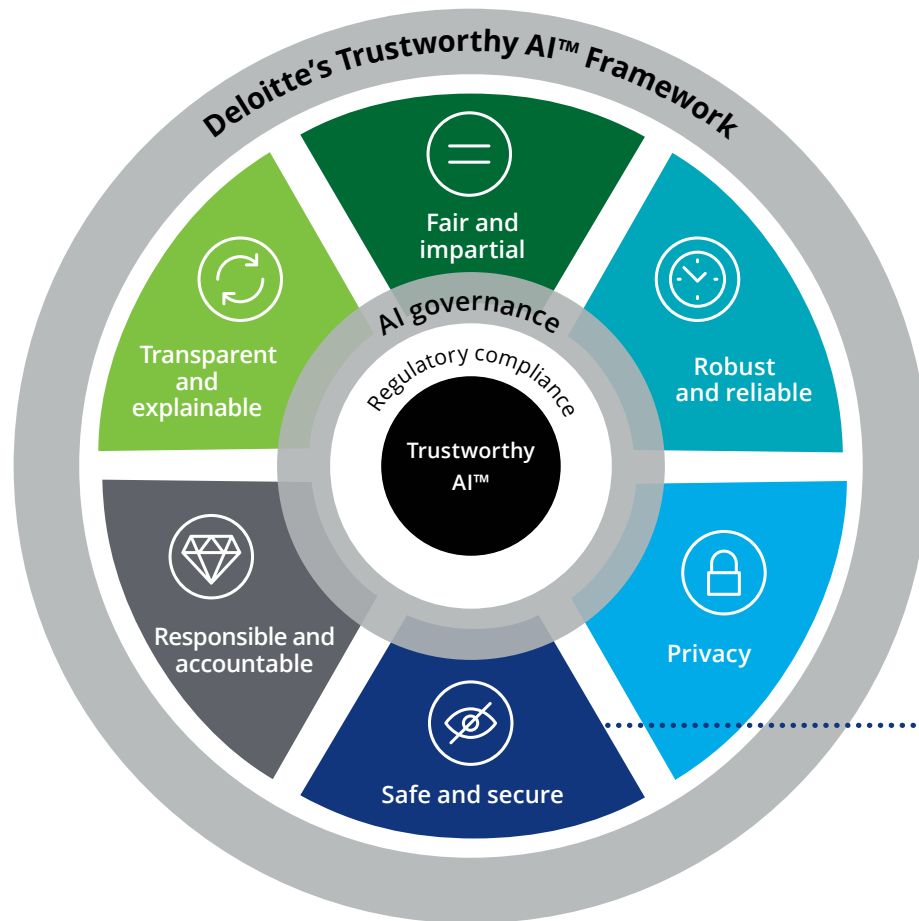 Deloitte’s Trustworthy AI™ Framework
Fair and
impartial
Robust
and reliable
Privacy
Safe and secure
Responsible and
accountable
Transparent
and
explainable
AI governance
Regulatory compliance
Trustworthy
AI™